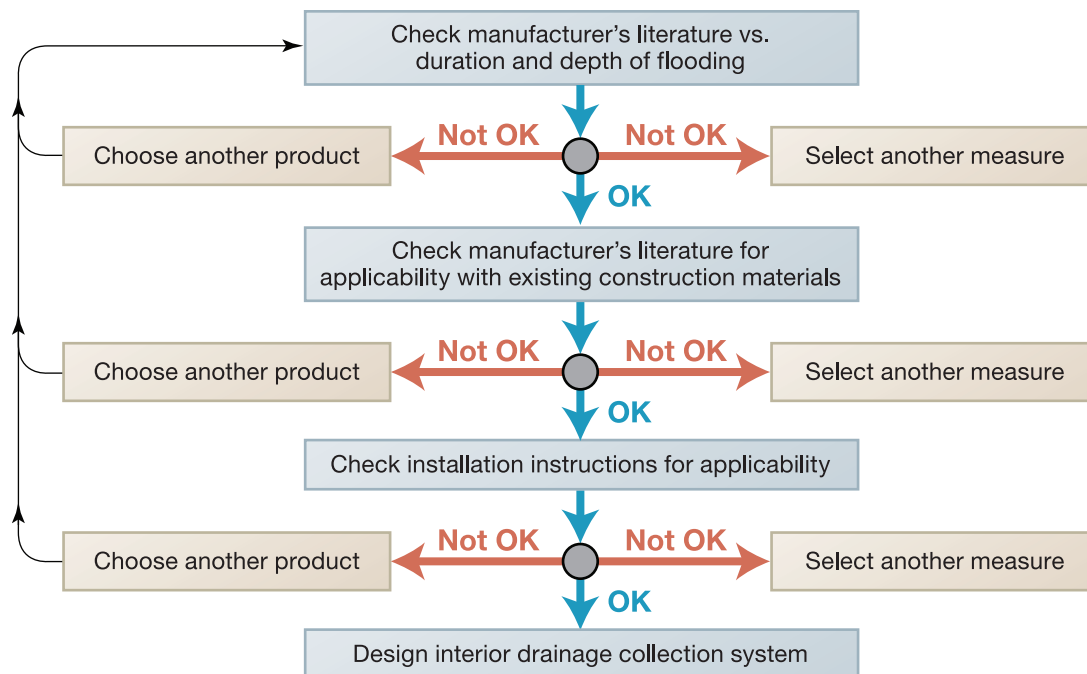 Check manufacturer’s literature vs.
duration and depth of flooding
Not OK
Not OK
Choose another product
Select another measure
OK
Check manufacturer’s literature for
applicability with existing construction materials
Not OK
Not OK
Choose another product
Select another measure
OK
Check installation instructions for applicability
Not OK
Not OK
Choose another product
Select another measure
OK
Design interior drainage collection system